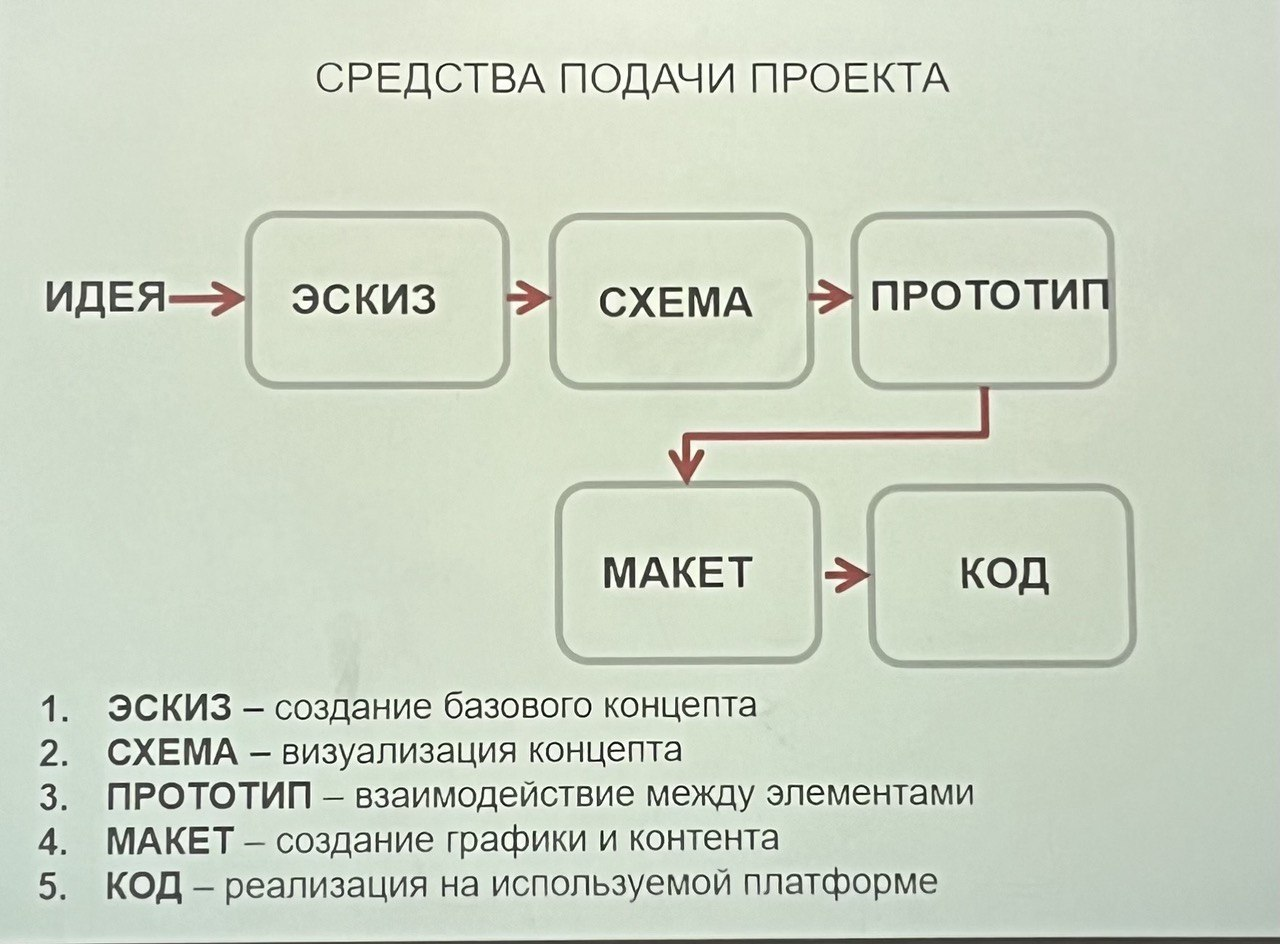 СРЕДСТВА ПОДАЧИ ПРОЕКТА
ИДЕЯ
ЭСКИЗ
СХЕМА
ПРОТОТИП
МАКЕТ
КОД
1. ЭСКИЗ – создание базового концепта
2. СХЕМА – визуализация концепта
3. ПРОТОТИП – взаимодействие между элементами
4. МАКЕТ – создание графики и контента
5. КОД – реализация на используемой платформе